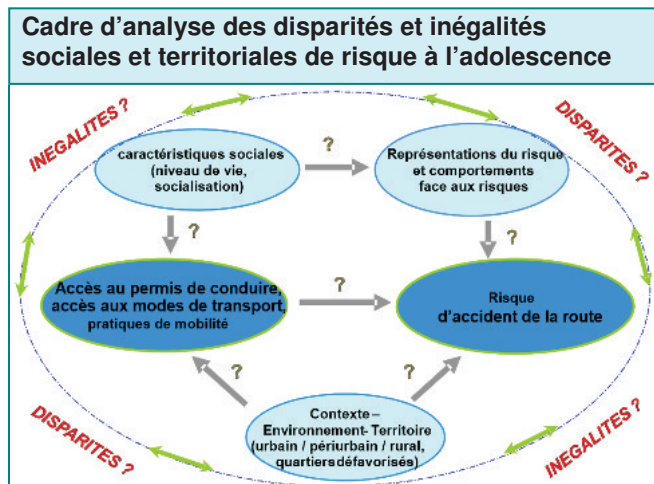 Cadre d'analyse des disparités et inégalités
sociales et territoriales de risque à l'adolescence
INEGALITES ?
DISPARITES ?
caractéristiques sociales
(niveau de vie,
socialisation)
?
Représentations du risque
et comportements
face aux risques
?
?
Accès au permis de conduire,
accès aux modes de transport,
pratiques de mobilité
?
Risque
d'accident de la route
?
?
Contexte –
Environnement- Territoire
(urbain / périurbain / rural,
quartiers défavorisés)
DISPARITES ?
INEGALITES ?